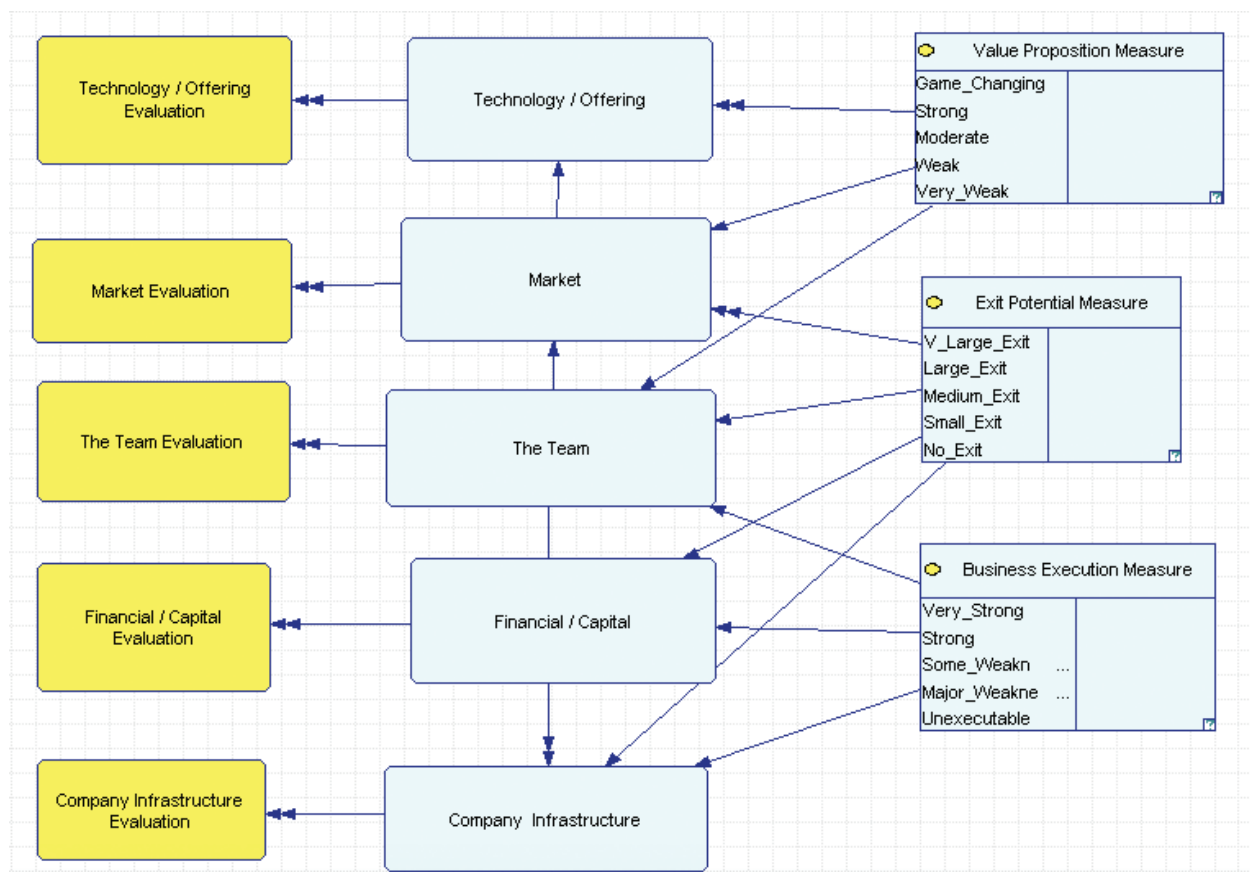 Technology / Offering
Evaluation
Technology / Offering
Value Proposition Measure
Game_Changing
Strong
Moderate
Weak
Very_Weak
Market Evaluation
Market
Exit Potential Measure
V_Large_Exit
Large_Exit
Medium_Exit
Small_Exit
No_Exit
The Team Evaluation
The Team
Financial / Capital
Evaluation
Financial / Capital
Business Execution Measure
Very_Strong
Strong
Some_Weakn ...
Major_Weakne ...
Unexecutable
Company Infrastructure
Evaluation
Company Infrastructure